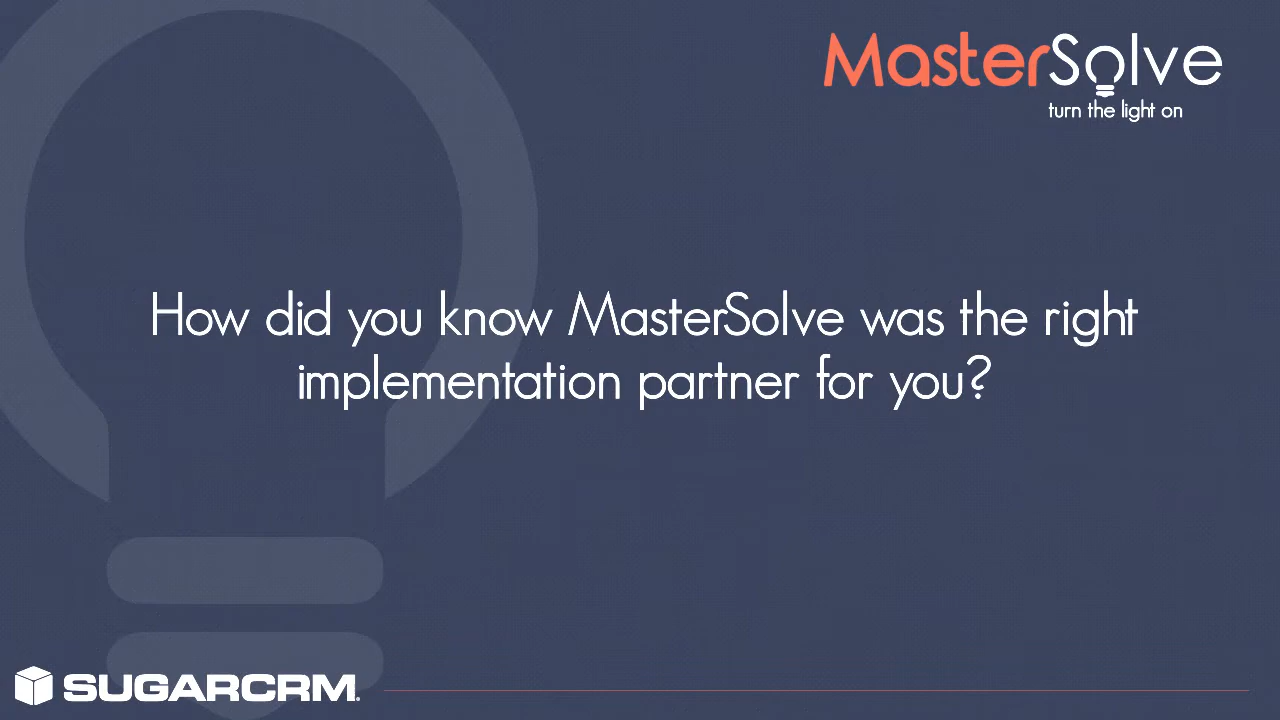 MasterSolve
turn the light on
How did you know MasterSolve was the right
implementation partner for you?
SUGARCRM.